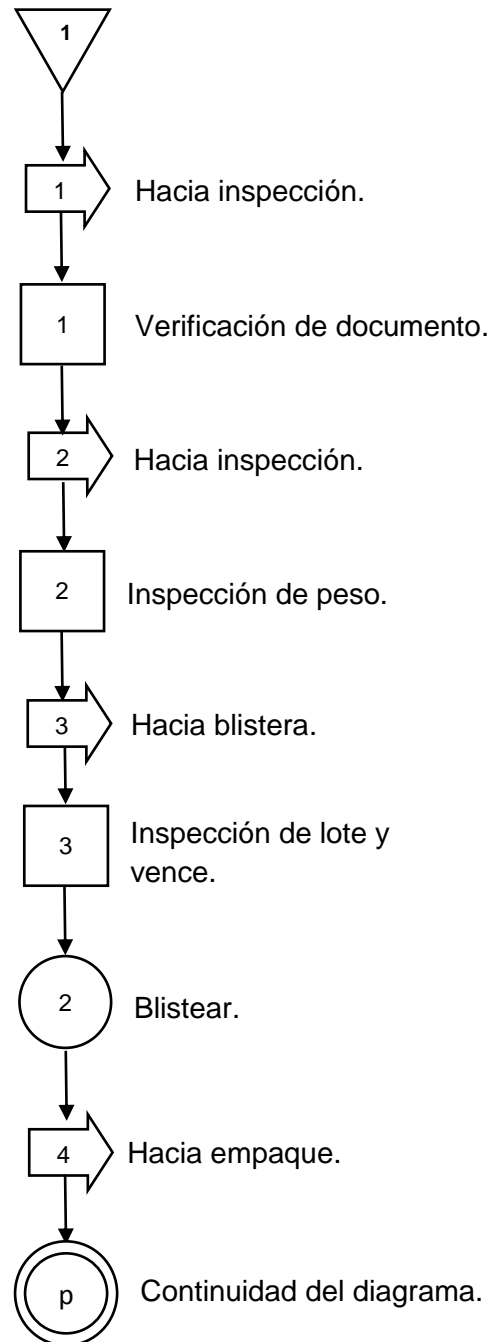 1
1 Hacia inspección.
1 Verificación de documento.
2 Hacia inspección.
2 Inspección de peso.
3 Hacia blistera.
3 Inspección de lote y
vence.
2 Blistear.
4 Hacia empaque.
p Continuidad del diagrama.